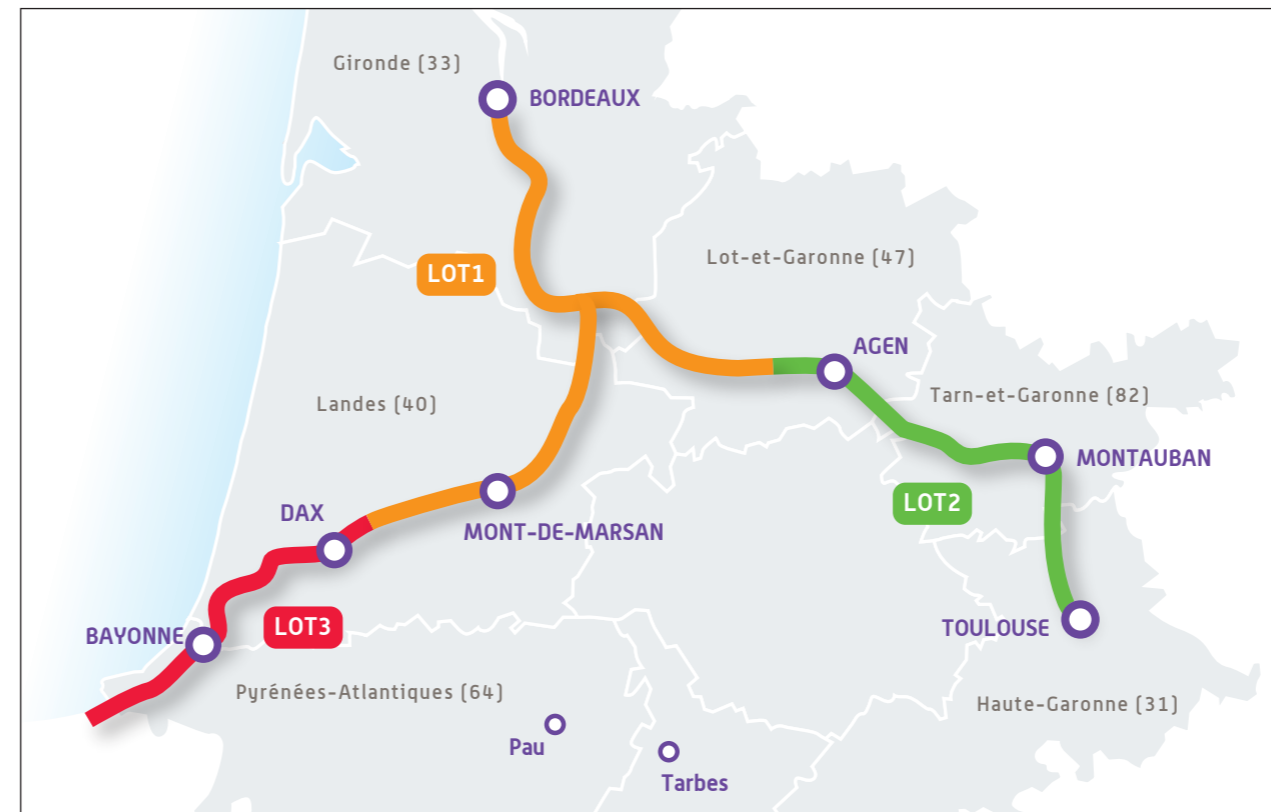 Gironde (33)
BORDEAUX
Lot-et-Garonne (47)
LOT1
AGEN
Tarn-et-Garonne (82)
Landes (40)
MONTAUBAN
LOT2
DAX
MONT-DE-MARSAN
LOT3
BAYONNE
TOULOUSE
Pyrénées-Atlantiques (64)
Haute-Garonne (31)
Pau
Tarbes